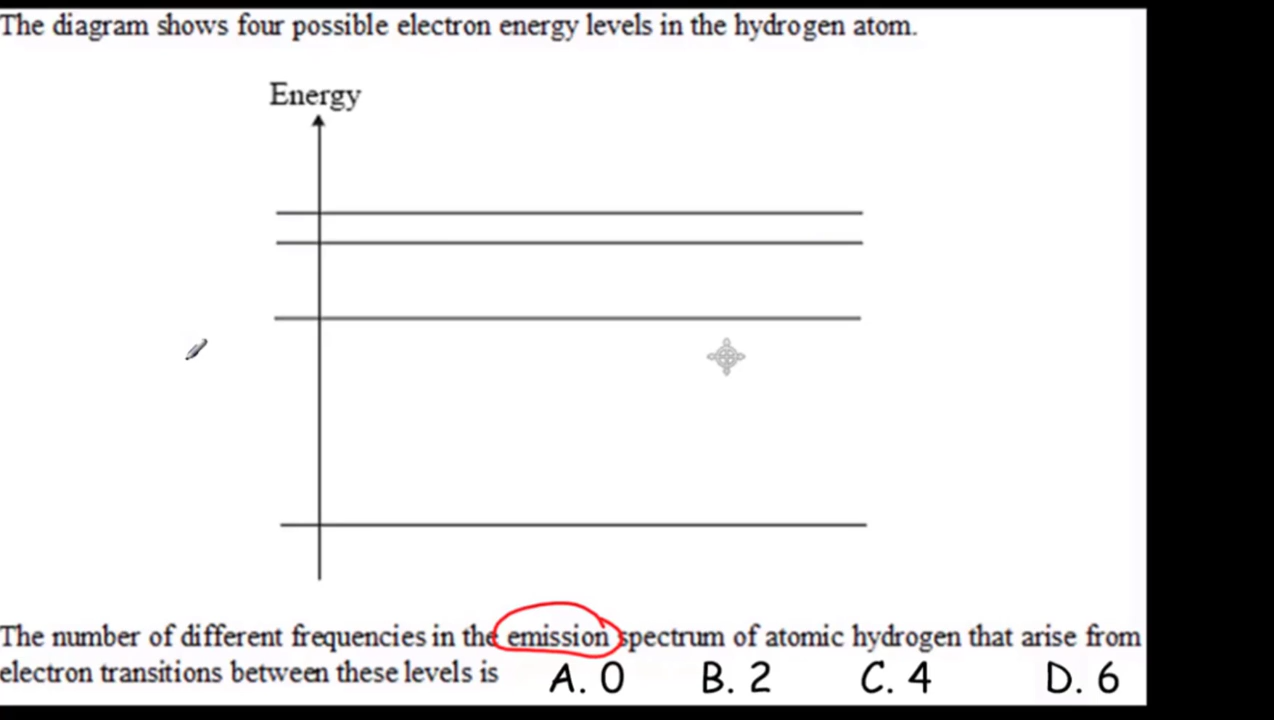 The diagram shows four possible electron energy levels in the hydrogen atom.
Energy
The number of different frequencies in the emission spectrum of atomic hydrogen that arise from
electron transitions between these levels is A. 0 B. 2 C. 4 D. 6